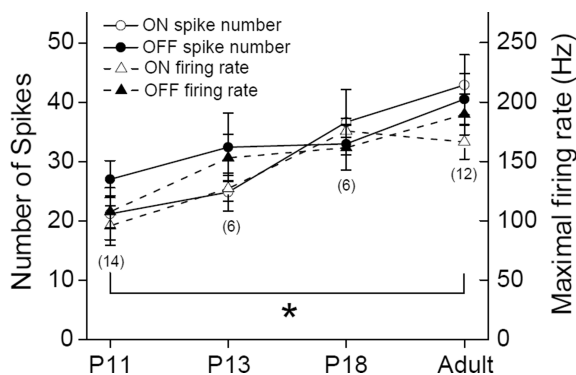 ON spike number
OFF spike number
ON firing rate
OFF firing rate
Number of Spikes
Maximal firing rate (Hz)
50
40
30
20
10
0
250
200
150
100
50
0
(14)
(6)
(6)
(12)
*
P11 P13 P18 Adult